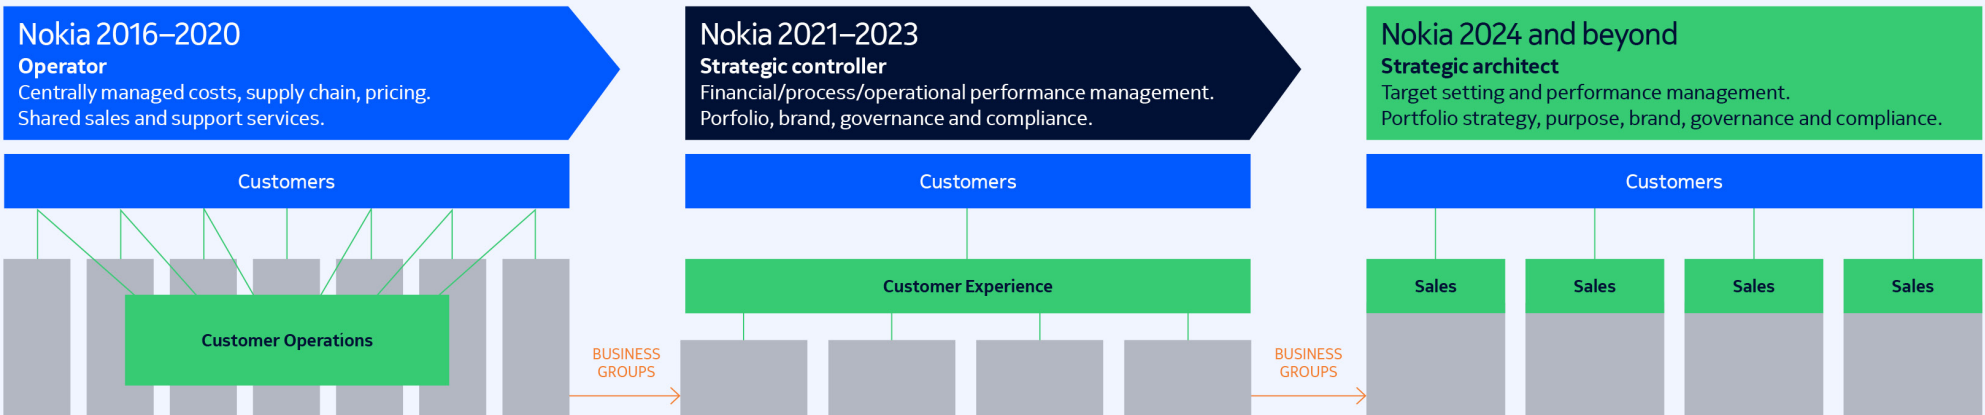 Nokia 2016–2020
Operator
Centrally managed costs, supply chain, pricing.
Shared sales and support services.
Customers
Customer Operations
BUSINESS
GROUPS
Nokia 2021–2023
Strategic controller
Financial/process/operational performance management.
Porfolio, brand, governance and compliance.
Customers
Customer Experience
BUSINESS
GROUPS
Nokia 2024 and beyond
Strategic architect
Target setting and performance management.
Portfolio strategy, purpose, brand, governance and compliance.
Customers
Sales
Sales
Sales
Sales